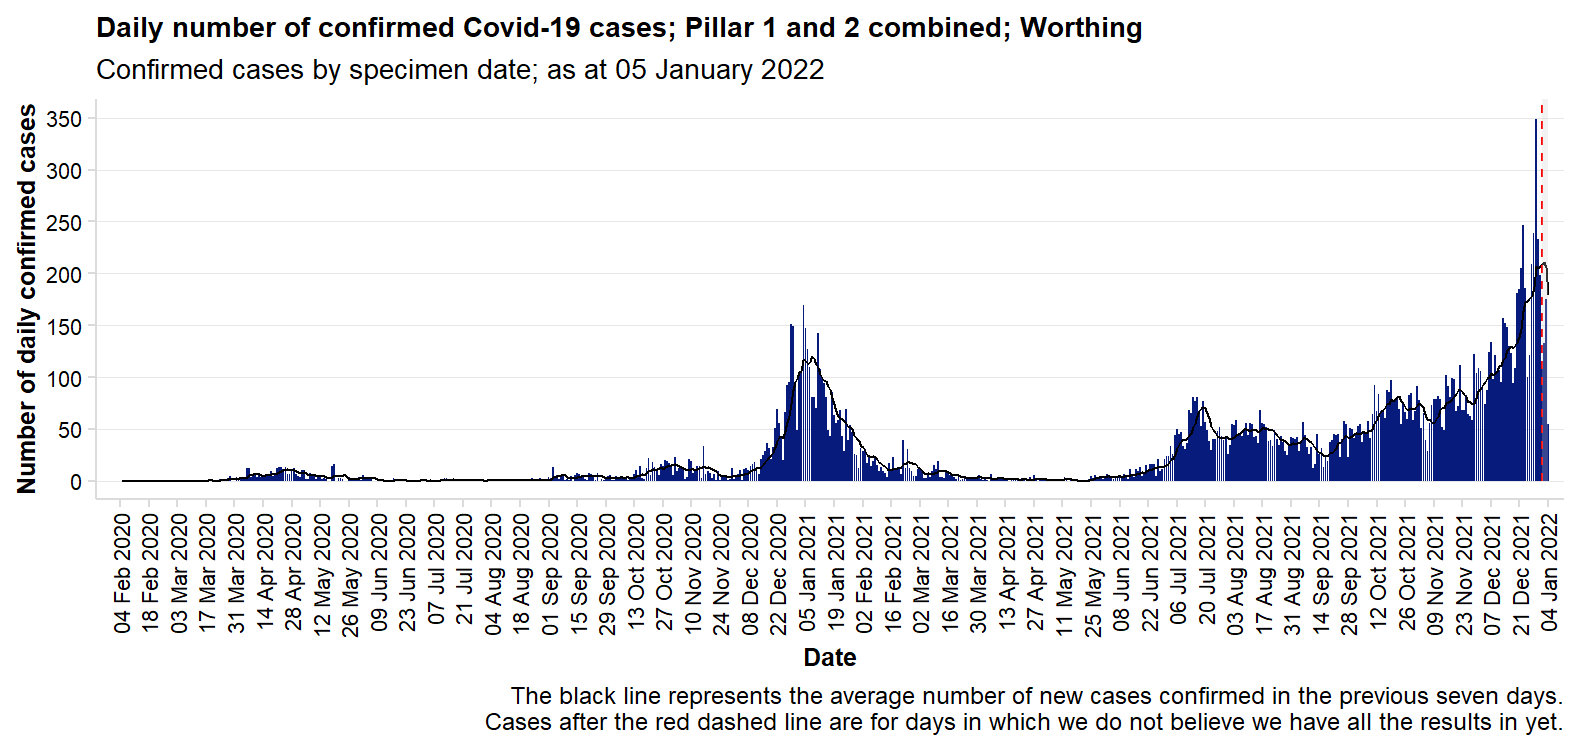 Daily number of confirmed Covid-19 cases; Pillar 1 and 2 combined; Worthing
Confirmed cases by specimen date; as at 05 January 2022
Number of daily confirmed cases
350
300
250
200
150
100
50
0
04 Feb 2020
18 Feb 2020
03 Mar 2020
17 Mar 2020
31 Mar 2020
14 Apr 2020
28 Apr 2020
12 May 2020
26 May 2020
09 Jun 2020
23 Jun 2020
07 Jul 2020
21 Jul 2020
04 Aug 2020
18 Aug 2020
01 Sep 2020
15 Sep 2020
29 Sep 2020
13 Oct 2020
27 Oct 2020
10 Nov 2020
24 Nov 2020
08 Dec 2020
22 Dec 2020
05 Jan 2021
19 Jan 2021
02 Feb 2021
16 Feb 2021
02 Mar 2021
16 Mar 2021
30 Mar 2021
13 Apr 2021
27 Apr 2021
11 May 2021
25 May 2021
08 Jun 2021
22 Jun 2021
06 Jul 2021
20 Jul 2021
03 Aug 2021
17 Aug 2021
31 Aug 2021
14 Sep 2021
28 Sep 2021
12 Oct 2021
26 Oct 2021
09 Nov 2021
23 Nov 2021
07 Dec 2021
21 Dec 2021
04 Jan 2022
Date
The black line represents the average number of new cases confirmed in the previous seven days.
Cases after the red dashed line are for days in which we do not believe we have all the results in yet.